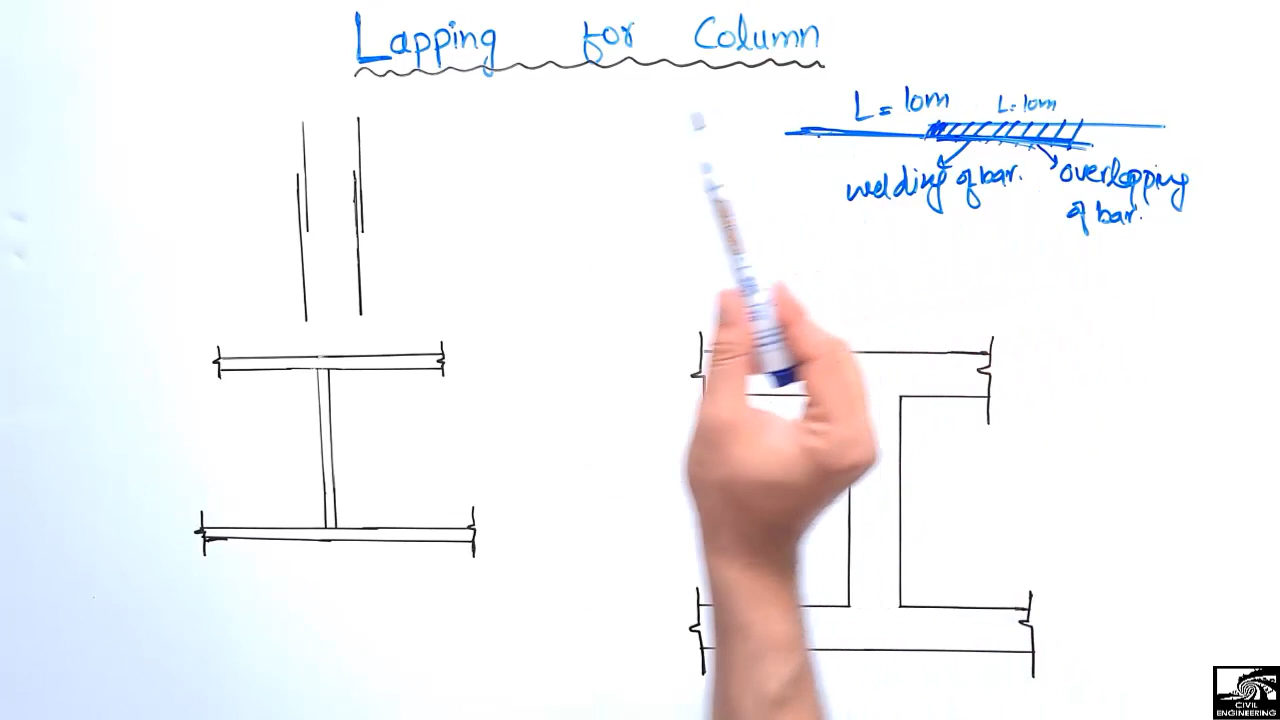 Lapping for Column
L = 10m L = 10m
welding of bar. overlapping
of bar.
CIVIL
ENGINEERING